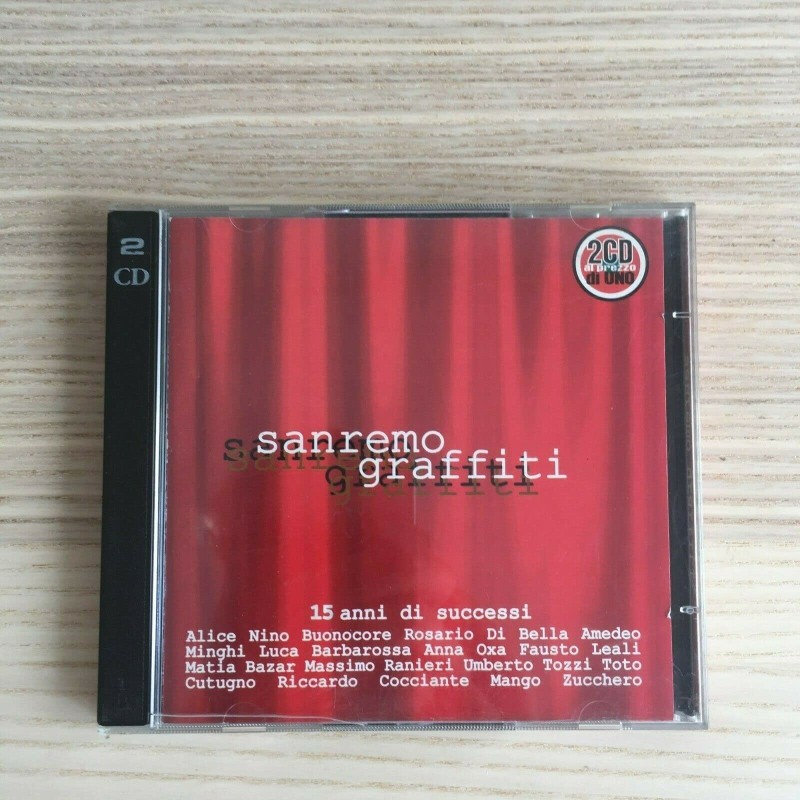 2
CD
2CD
al prezzo
di UNO
sanremo
graffiti
15 anni di successi
Alice Nino Buonocore Rosario Di Bella Amedeo
Minghi Luca Barbarossa Anna Oxa Fausto Leali
Matia Bazar Massimo Ranieri Umberto Tozzi Toto
Cutugno Riccardo Cocciante Mango Zucchero